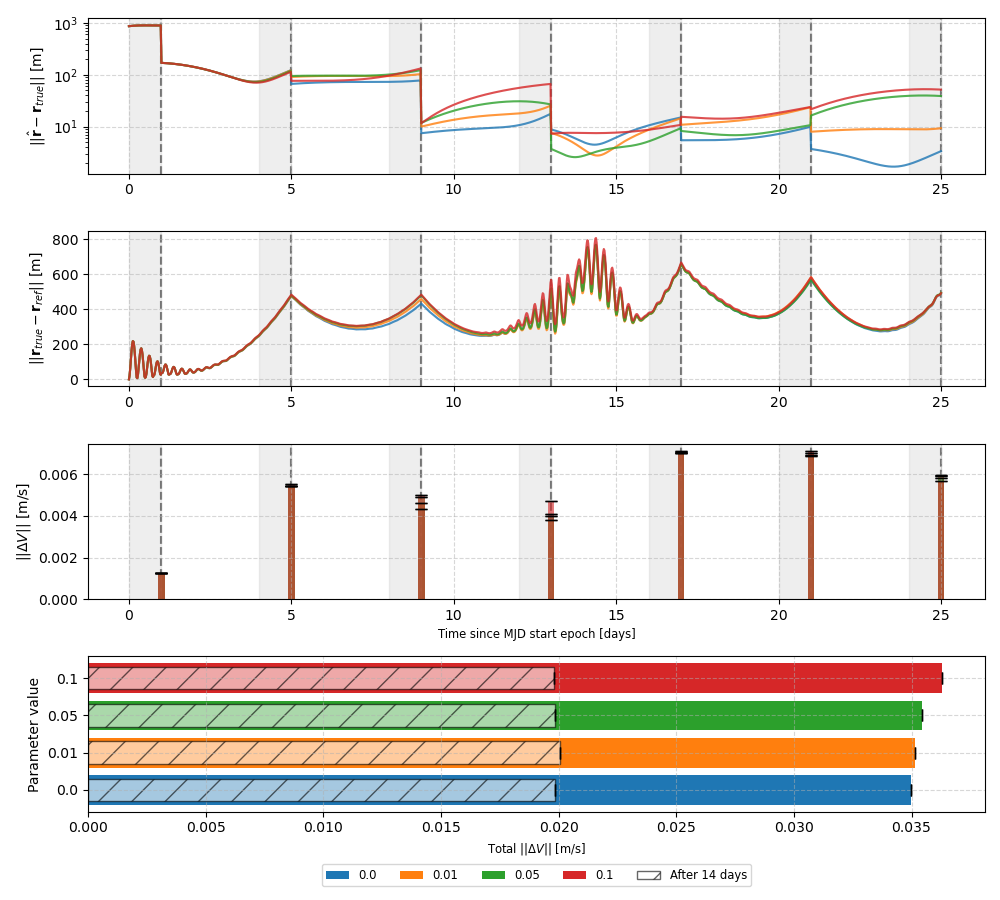 ||r̂ − r_true|| [m]
10³
10²
10¹
0 5 10 15 20 25
||r_true − r_ref|| [m]
800
600
400
200
0
0 5 10 15 20 25
||ΔV|| [m/s]
0.006
0.004
0.002
0.000
0 5 10 15 20 25
Time since MJD start epoch [days]
Parameter value
0.1
0.05
0.01
0.0
0.000 0.005 0.010 0.015 0.020 0.025 0.030 0.035
Total ||ΔV|| [m/s]
0.0 0.01 0.05 0.1 After 14 days